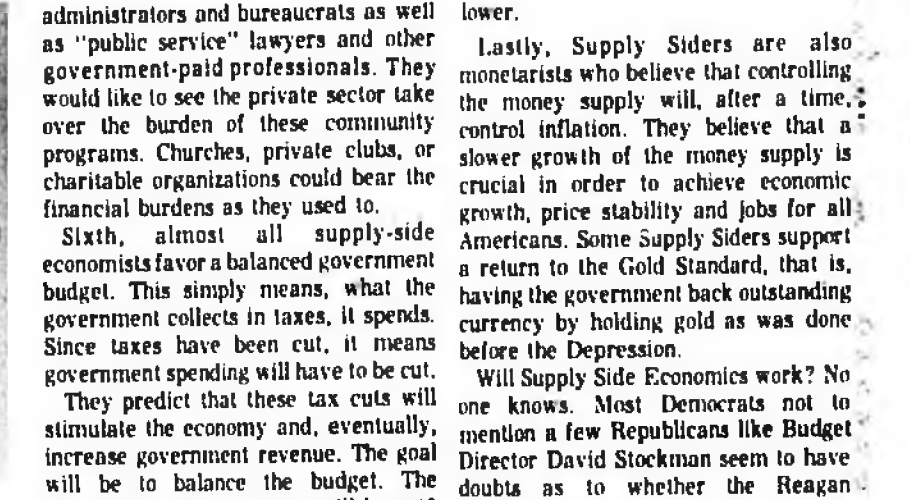 administrators and bureaucrats as well
as "public service" lawyers and other
government-paid professionals. They
would like to see the private sector take
over the burden of these community
programs. Churches, private clubs, or
charitable organizations could bear the
financial burdens as they used to.
Sixth, almost all supply-side
economists favor a balanced government
budget. This simply means, what the
government collects in taxes, it spends.
Since taxes have been cut, it means
government spending will have to be cut.
They predict that these tax cuts will
stimulate the economy and, eventually,
increase government revenue. The goal
will be to balance the budget. The
lower.
Lastly, Supply Siders are also
monetarists who believe that controlling
the money supply will, after a time,
control inflation. They believe that a
slower growth of the money supply is
crucial in order to achieve economic
growth, price stability and jobs for all
Americans. Some Supply Siders support
a return to the Gold Standard, that is,
having the government back outstanding
currency by holding gold as was done
before the Depression.
Will Supply Side Economics work? No
one knows. Most Democrats not to
mention a few Republicans like Budget
Director David Stockman seem to have
doubts as to whether the Reagan